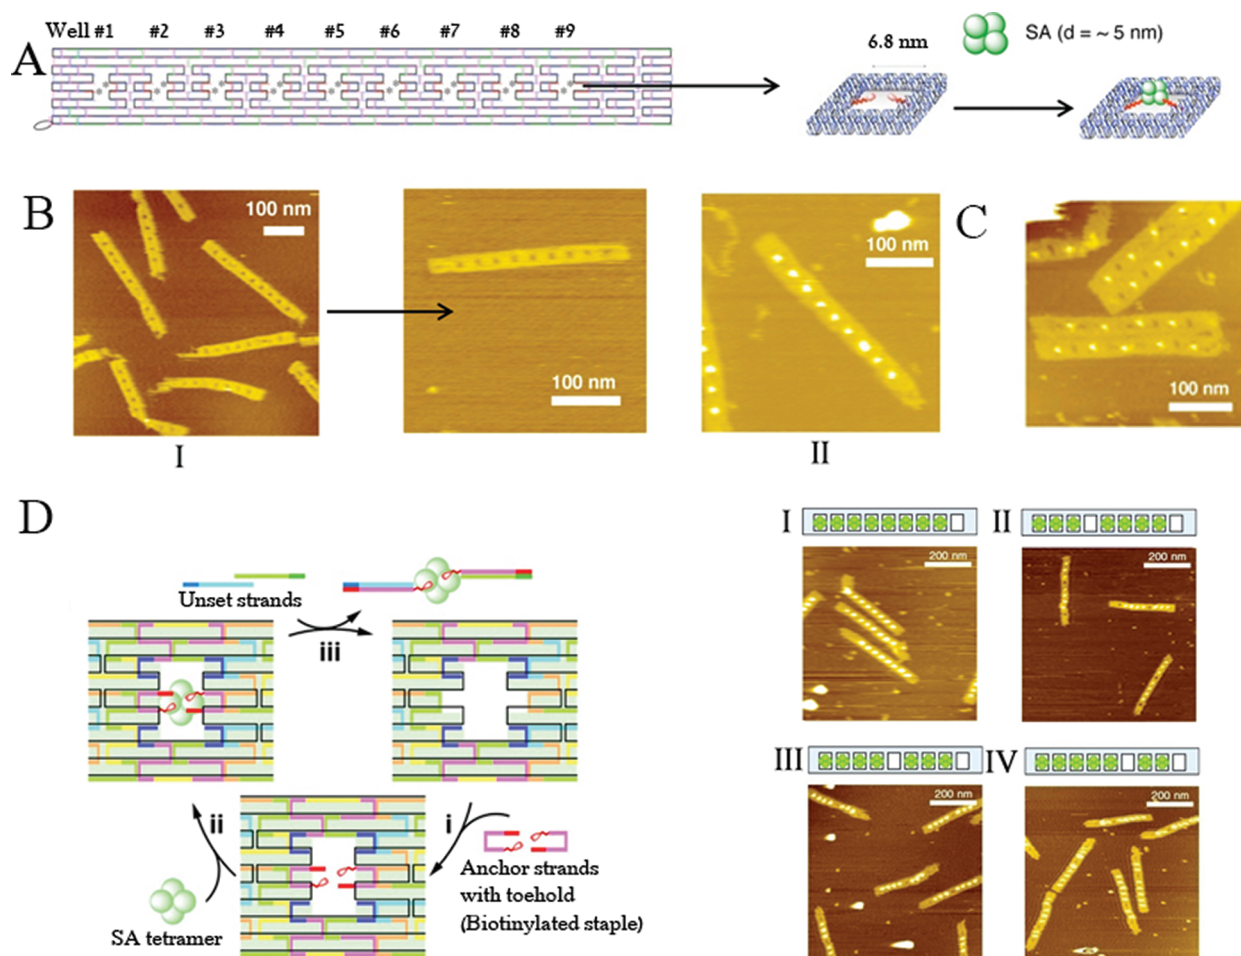 Well #1 #2 #3 #4 #5 #6 #7 #8 #9
A
6.8 nm
SA (d = ~ 5 nm)
B
100 nm
100 nm
100 nm
C
100 nm
I
II
D
Unset strands
iii
ii
i
SA tetramer
Anchor strands
with toehold
(Biotinylated staple)
I
II
200 nm
200 nm
III
IV
200 nm
200 nm